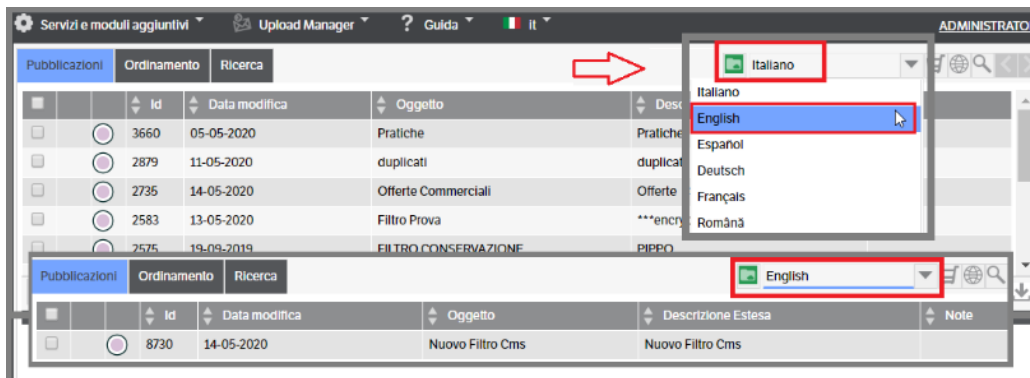 Servizi e moduli aggiuntivi Upload Manager ? Guida it ADMINISTRATO
Pubblicazioni Ordinamento Ricerca Italiano
Id Data modifica Oggetto
3660 05-05-2020 Pratiche Pratiche
2879 11-05-2020 duplicati
2735 14-05-2020 Offerte Commerciali Offerte
2583 13-05-2020 Filtro Prova
2575 19-09-2019 FILTRO CONSERVAZIONE PIPPO
Italiano
English
Español
Deutsch
Français
Română
Pubblicazioni Ordinamento Ricerca English
Id Data modifica Oggetto Descrizione Estesa Note
8730 14-05-2020 Nuovo Filtro Cms Nuovo Filtro Cms